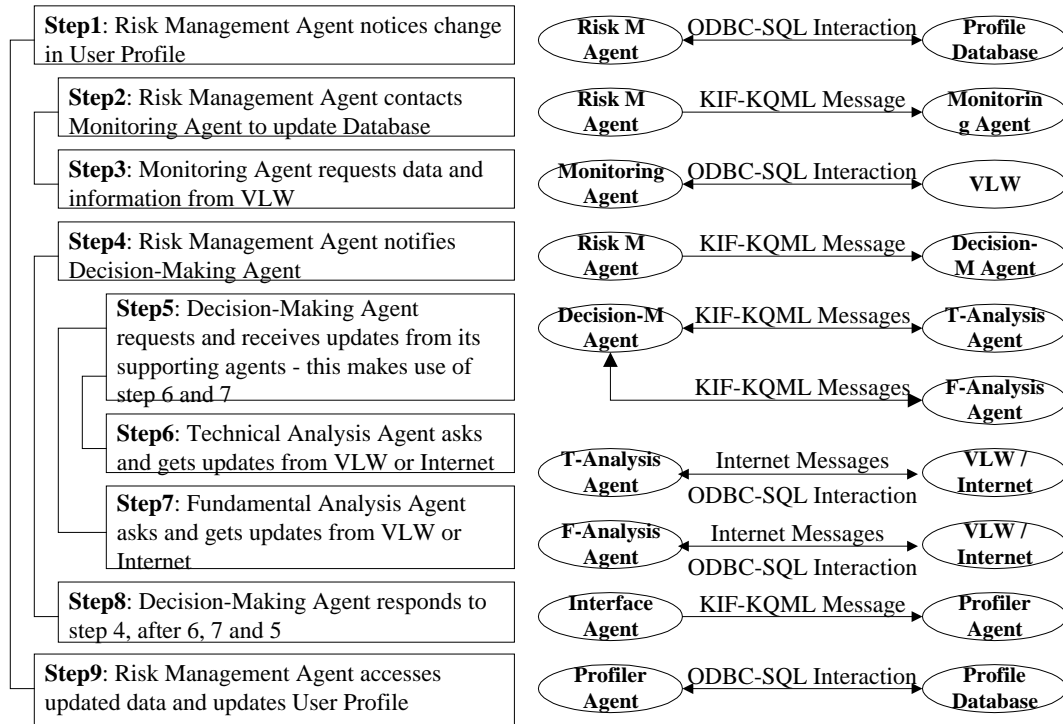 Step1: Risk Management Agent notices change
in User Profile
Risk M
Agent
ODBC-SQL Interaction
Profile
Database
Step2: Risk Management Agent contacts
Monitoring Agent to update Database
Risk M
Agent
KIF-KQML Message
Monitorin
g Agent
Step3: Monitoring Agent requests data and
information from VLW
Monitoring
Agent
ODBC-SQL Interaction
VLW
Step4: Risk Management Agent notifies
Decision-Making Agent
Risk M
Agent
KIF-KQML Message
Decision-
M Agent
Step5: Decision-Making Agent
requests and receives updates from its
supporting agents - this makes use of
step 6 and 7
Decision-M
Agent
KIF-KQML Messages
T-Analysis
Agent
KIF-KQML Messages
F-Analysis
Agent
Step6: Technical Analysis Agent asks
and gets updates from VLW or Internet
T-Analysis
Agent
Internet Messages
ODBC-SQL Interaction
VLW /
Internet
Step7: Fundamental Analysis Agent
asks and gets updates from VLW or
Internet
F-Analysis
Agent
Internet Messages
ODBC-SQL Interaction
VLW /
Internet
Step8: Decision-Making Agent responds to
step 4, after 6, 7 and 5
Interface
Agent
KIF-KQML Message
Profiler
Agent
Step9: Risk Management Agent accesses
updated data and updates User Profile
Profiler
Agent
ODBC-SQL Interaction
Profile
Database